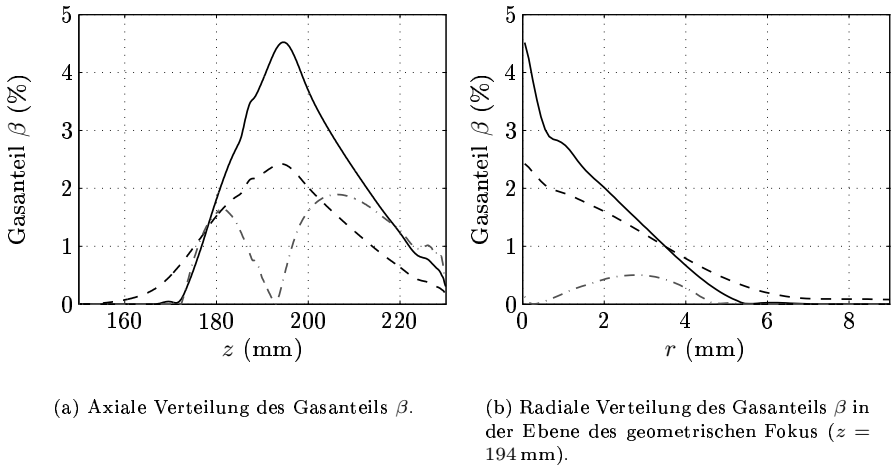 Gasanteil β (%)
5
4
3
2
1
0
160 180 200 220
z (mm)
(a) Axiale Verteilung des Gasanteils β.
Gasanteil β (%)
5
4
3
2
1
0
0 2 4 6 8
r (mm)
(b) Radiale Verteilung des Gasanteils β in
der Ebene des geometrischen Fokus (z =
194 mm).